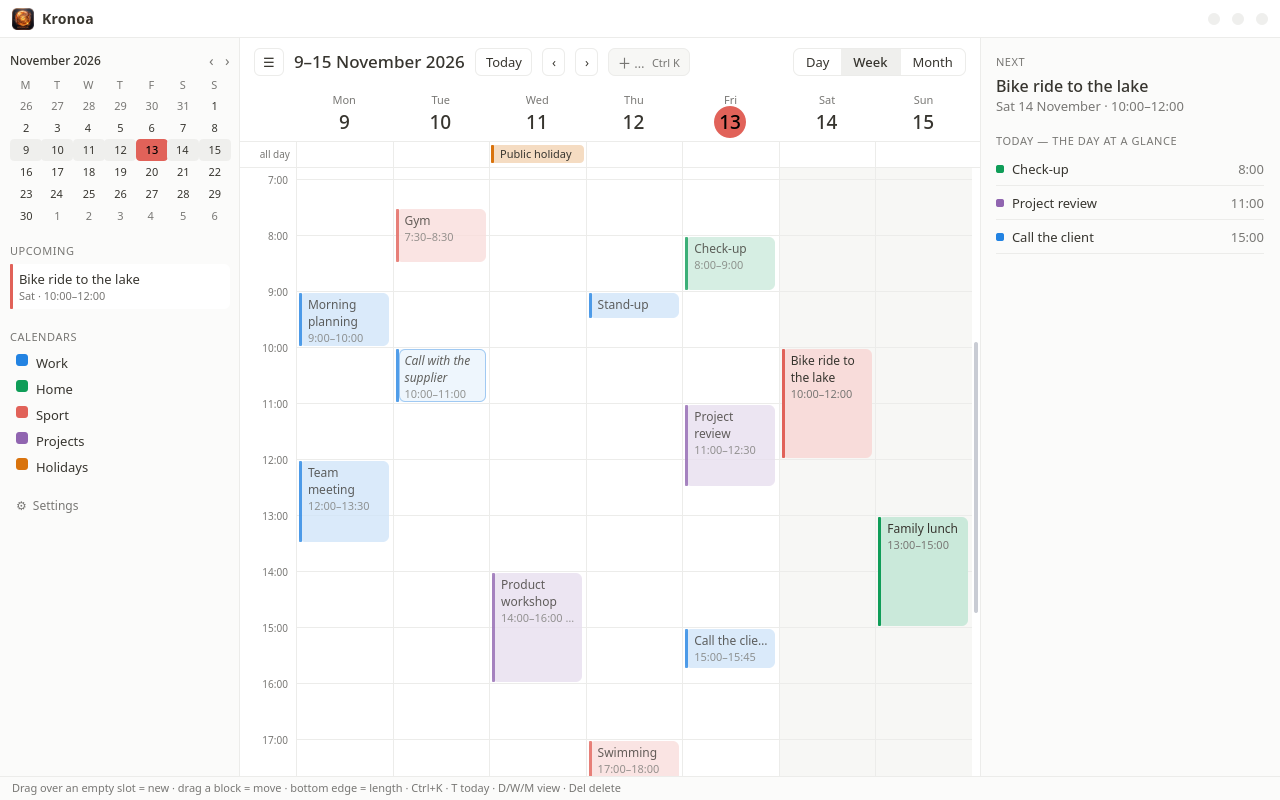 Kronoa
November 2026
‹ ›
M T W T F S S
26 27 28 29 30 31 1
2 3 4 5 6 7 8
9 10 11 12 13 14 15
16 17 18 19 20 21 22
23 24 25 26 27 28 29
30 1 2 3 4 5 6
UPCOMING
Bike ride to the lake
Sat · 10:00–12:00
CALENDARS
Work
Home
Sport
Projects
Holidays
⚙ Settings
☰ 9–15 November 2026 Today ‹ › + ... Ctrl K Day Week Month
Mon Tue Wed Thu Fri Sat Sun
9 10 11 12 13 14 15
all day
Public holiday
7:00
8:00
9:00
10:00
11:00
12:00
13:00
14:00
15:00
16:00
17:00
Morning
planning
9:00–10:00
Team
meeting
12:00–13:30
Gym
7:30–8:30
Call with the
supplier
10:00–11:00
Product
workshop
14:00–16:00 ...
Stand-up
Swimming
17:00–18:00
Check-up
8:00–9:00
Project
review
11:00–12:30
Call the clie...
15:00–15:45
Bike ride to
the lake
10:00–12:00
Family lunch
13:00–15:00
NEXT
Bike ride to the lake
Sat 14 November · 10:00–12:00
TODAY — THE DAY AT A GLANCE
Check-up 8:00
Project review 11:00
Call the client 15:00
Drag over an empty slot = new · drag a block = move · bottom edge = length · Ctrl+K · T today · D/W/M view · Del delete